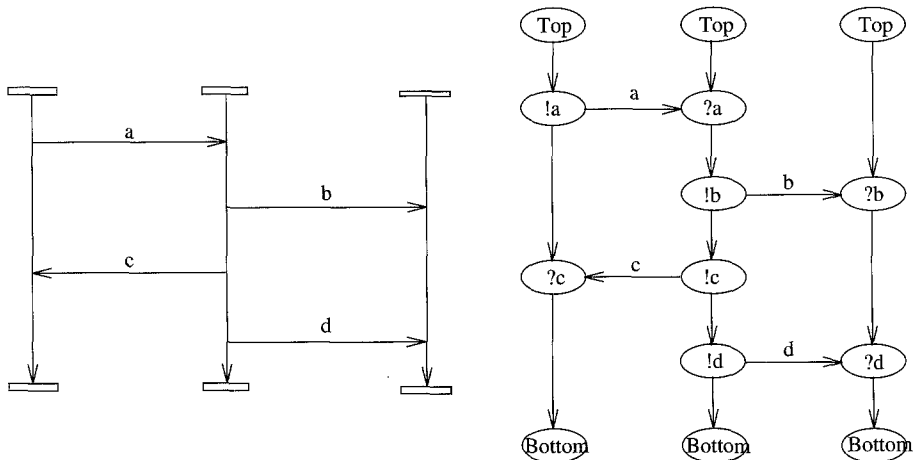 a
b
c
d
Top Top Top
!a a ?a
!b b ?b
?c c !c
!d d ?d
Bottom Bottom Bottom